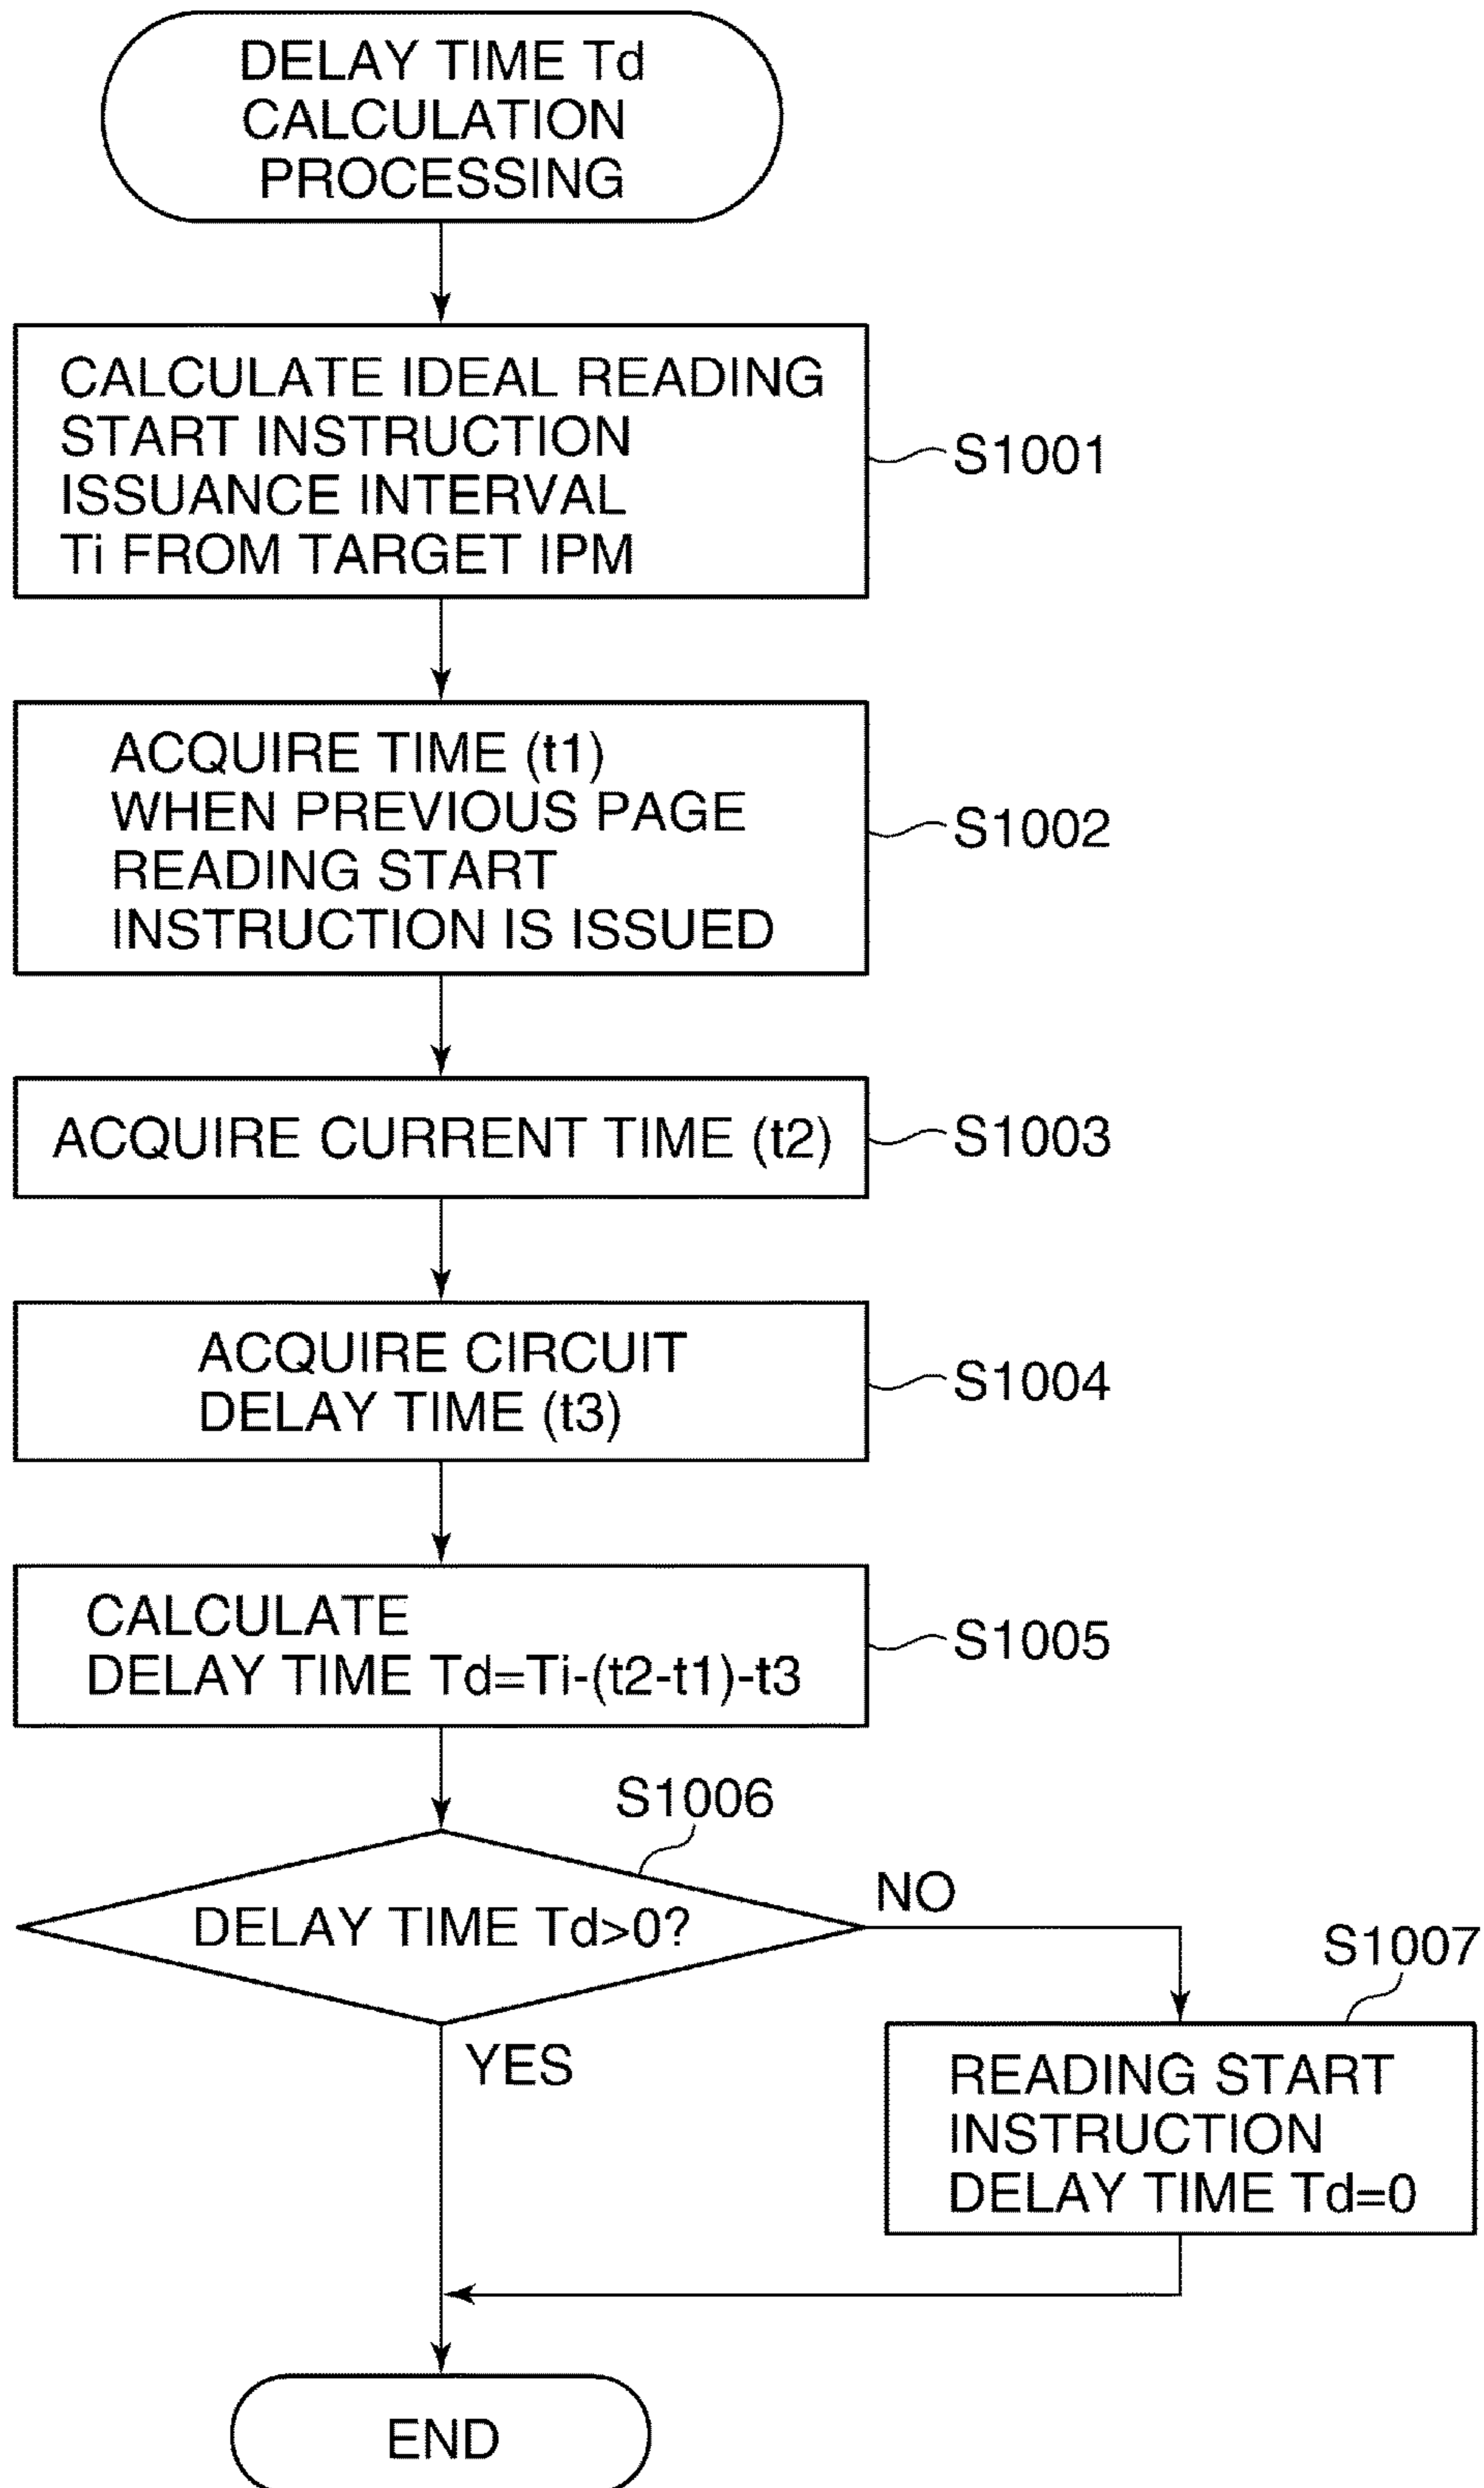 DELAY TIME Td
CALCULATION
PROCESSING
CALCULATE IDEAL READING
START INSTRUCTION
ISSUANCE INTERVAL
Ti FROM TARGET IPM
S1001
ACQUIRE TIME (t1)
WHEN PREVIOUS PAGE
READING START
INSTRUCTION IS ISSUED
S1002
ACQUIRE CURRENT TIME (t2)
S1003
ACQUIRE CIRCUIT
DELAY TIME (t3)
S1004
CALCULATE
DELAY TIME Td=Ti-(t2-t1)-t3
S1005
S1006
DELAY TIME Td>0?
NO
YES
S1007
READING START
INSTRUCTION
DELAY TIME Td=0
END